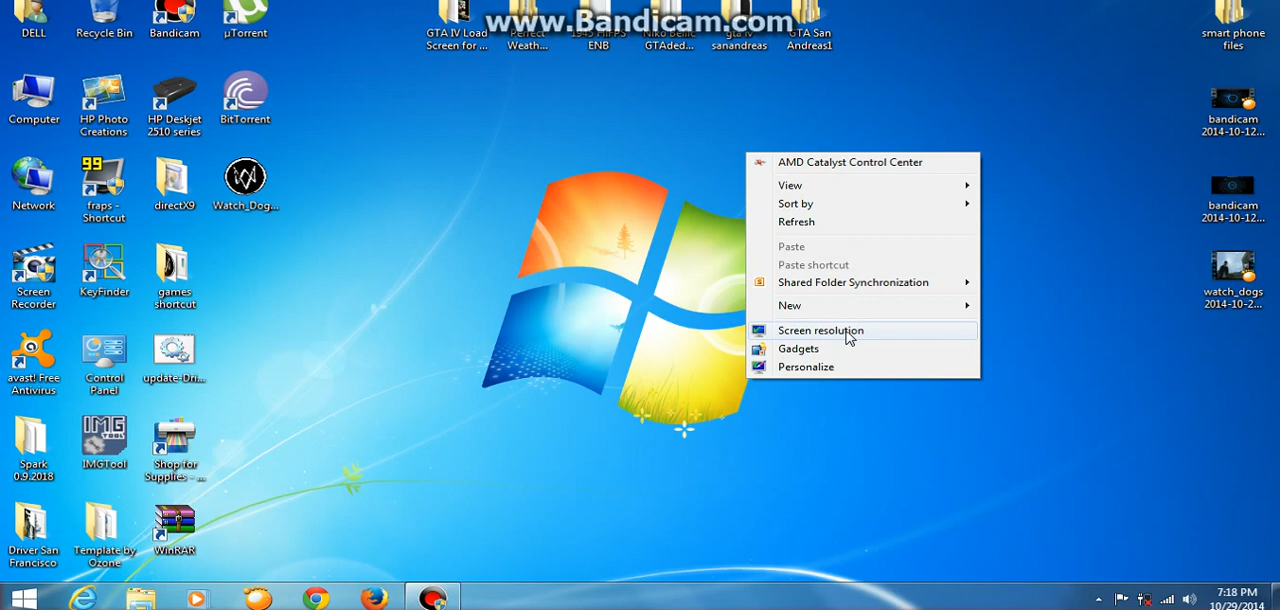 www.Bandicam.com
DELL
Recycle Bin
Bandicam
µTorrent
GTA IV Load
Screen for ...
Perfect
Weath...
ENB
GTAded...
sanandreas
GTA San
Andreas1
smart phone
files
Computer
HP Photo
Creations
HP Deskjet
2510 series
BitTorrent
bandicam
2014-10-12...
Network
99
fraps -
Shortcut
directX9
Watch_Dog...
bandicam
2014-10-12...
Screen
Recorder
KeyFinder
games
shortcut
watch_dogs
2014-10-2...
avast! Free
Antivirus
Control
Panel
update-Dri...
Spark
0.9.2018
IMG
TOOL
IMGTool
Shop for
Supplies - ...
Driver San
Francisco
Template by
Ozone
WinRAR
AMD Catalyst Control Center
View
Sort by
Refresh
Paste
Paste shortcut
Shared Folder Synchronization
New
Screen resolution
Gadgets
Personalize
7:18 PM
10/29/2014